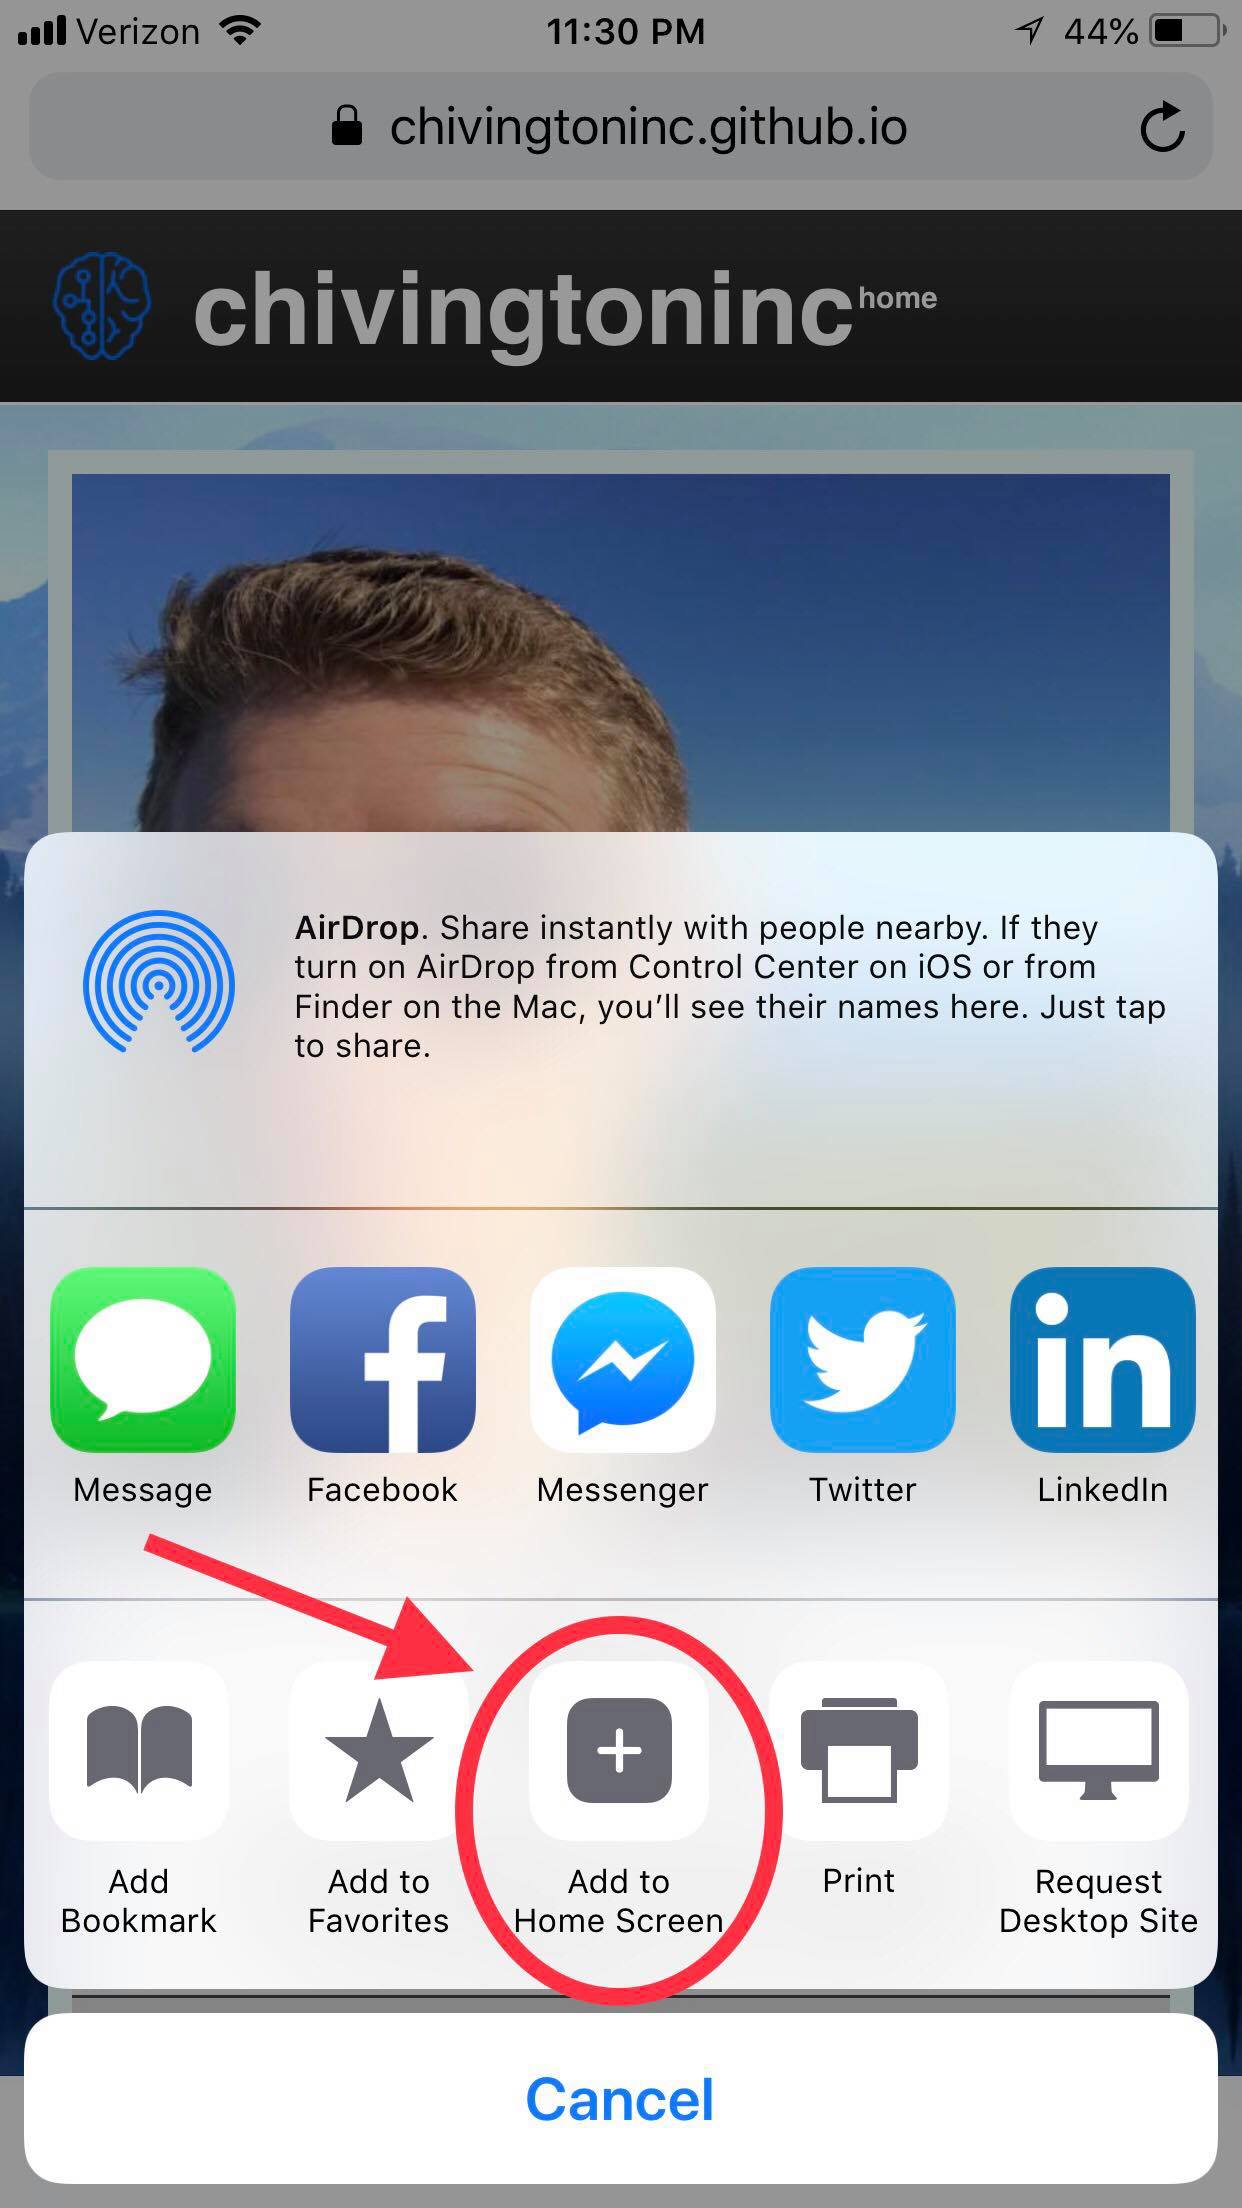 Verizon 11:30 PM 44%
chivingtoninc.github.io
chivingtoninc home
AirDrop. Share instantly with people nearby. If they
turn on AirDrop from Control Center on iOS or from
Finder on the Mac, you’ll see their names here. Just tap
to share.
Message Facebook Messenger Twitter LinkedIn
Add Bookmark
Add to Favorites
Add to Home Screen
Print
Request Desktop Site
Cancel